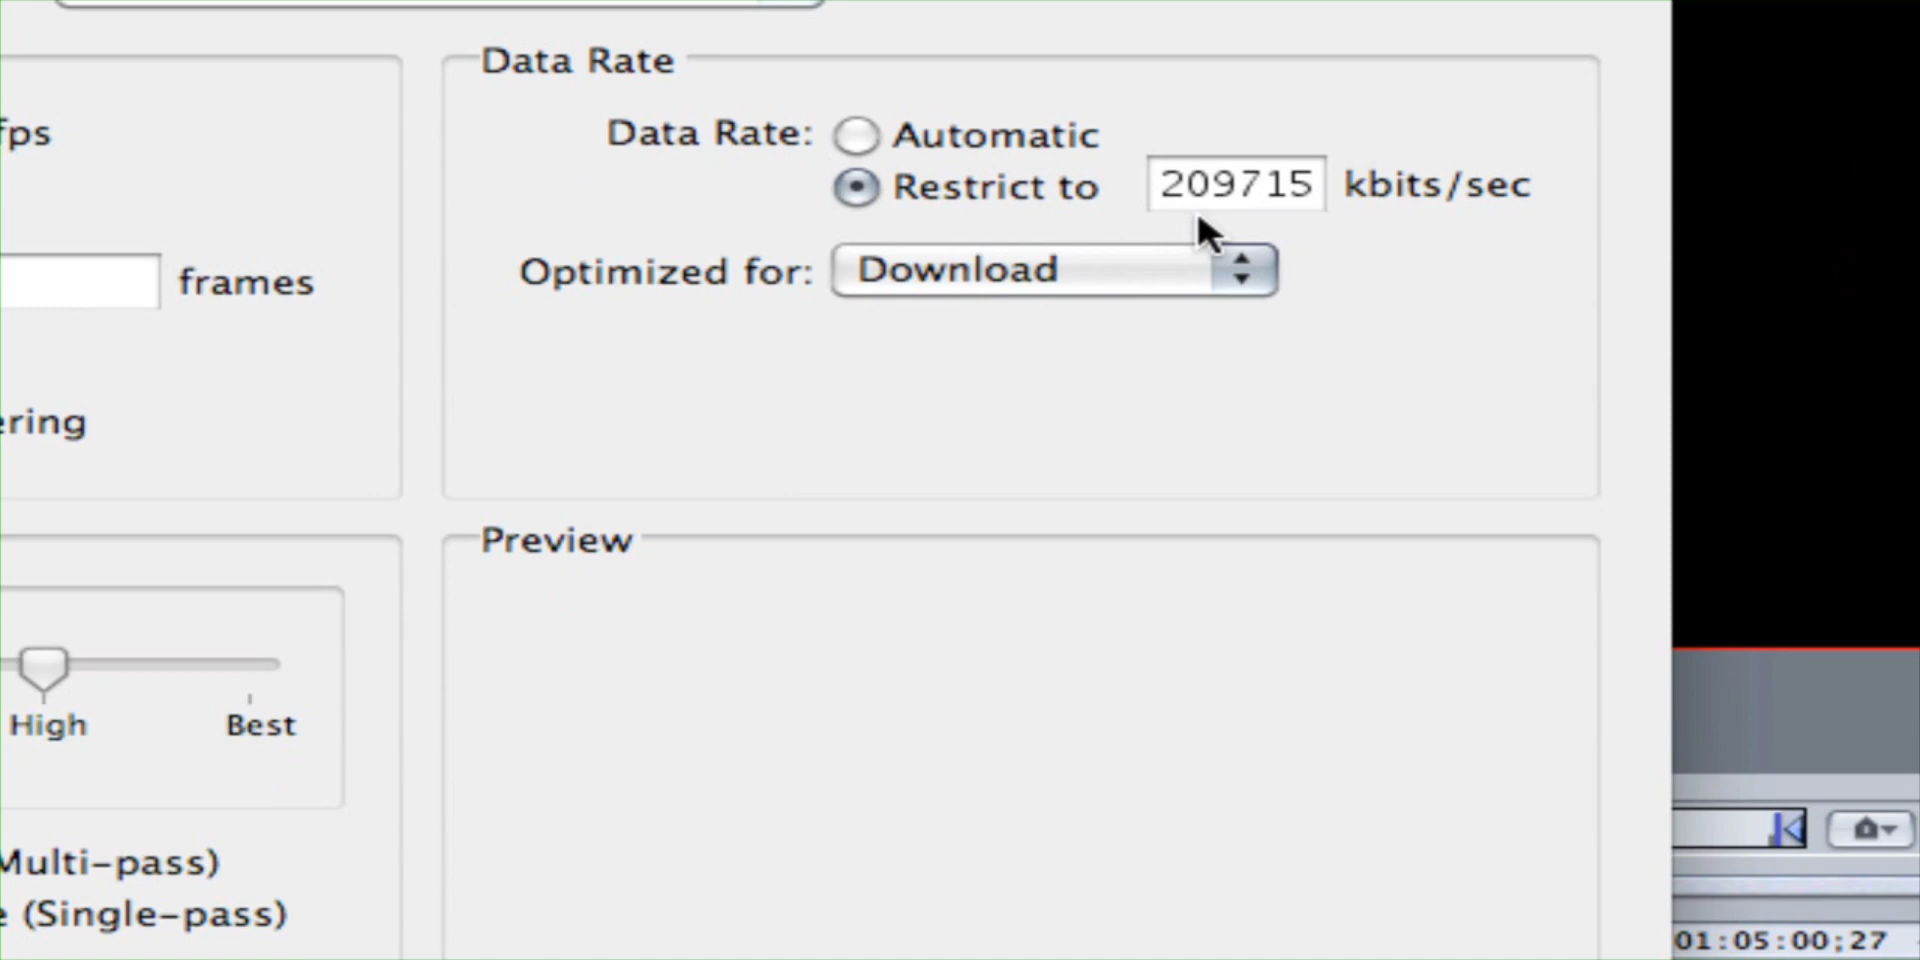 Data Rate
fps
Data Rate:
Automatic
Restrict to 209715 kbits/sec
frames
Optimized for: Download
ering
Preview
High
Best
Multi-pass)
e (Single-pass)
01:05:00;27